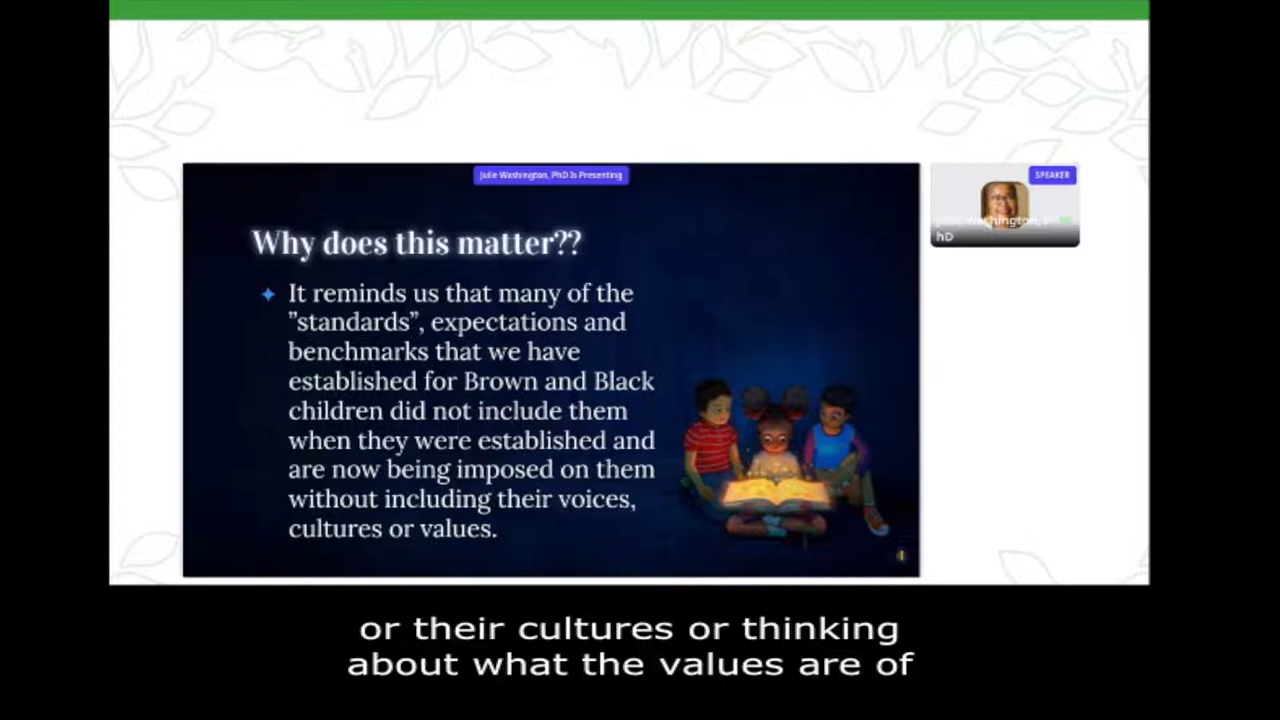 Julie Washington, PhD Is Presenting
SPEAKER
Washington, P
hD
Why does this matter??
It reminds us that many of the
"standards”, expectations and
benchmarks that we have
established for Brown and Black
children did not include them
when they were established and
are now being imposed on them
without including their voices,
cultures or values.
or their cultures or thinking
about what the values are of